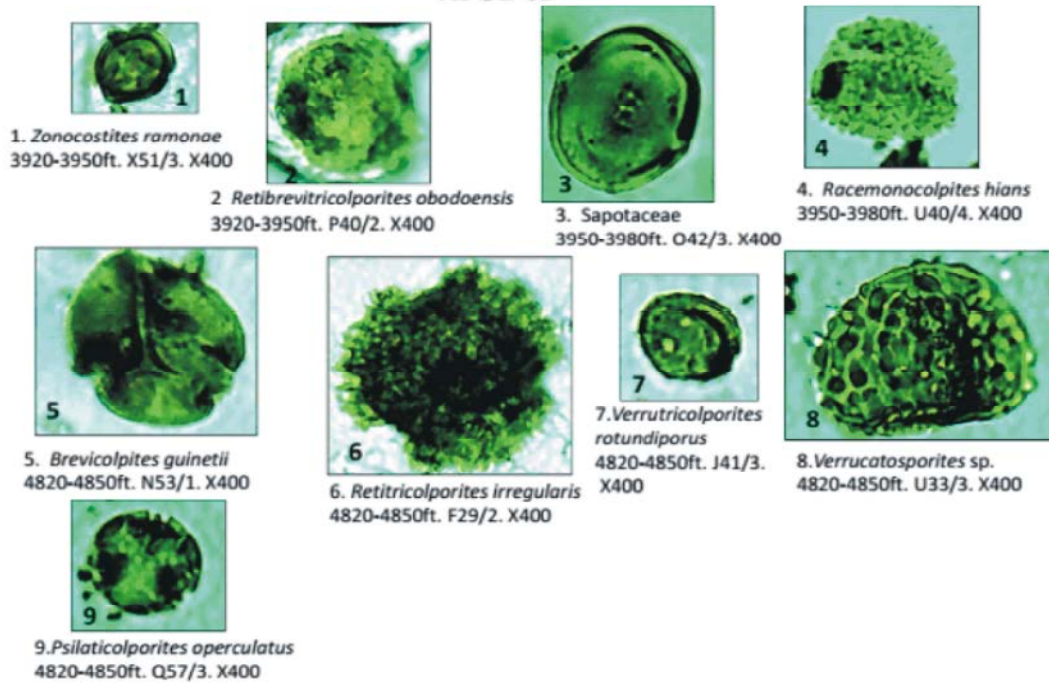 1
1. Zonocostites ramonae
3920-3950ft. X51/3. X400
2
2 Retibrevitricolporites obodoensis
3920-3950ft. P40/2. X400
3
3. Sapotaceae
3950-3980ft. O42/3. X400
4
4. Racemonocolpites hians
3950-3980ft. U40/4. X400
5
5. Brevicolpites guinetii
4820-4850ft. N53/1. X400
6
6. Retitricolporites irregularis
4820-4850ft. F29/2. X400
7
7.Verrutricolporites
rotundiporus
4820-4850ft. J41/3.
X400
8
8.Verrucatosporites sp.
4820-4850ft. U33/3. X400
9
9.Psilaticolporites operculatus
4820-4850ft. Q57/3. X400